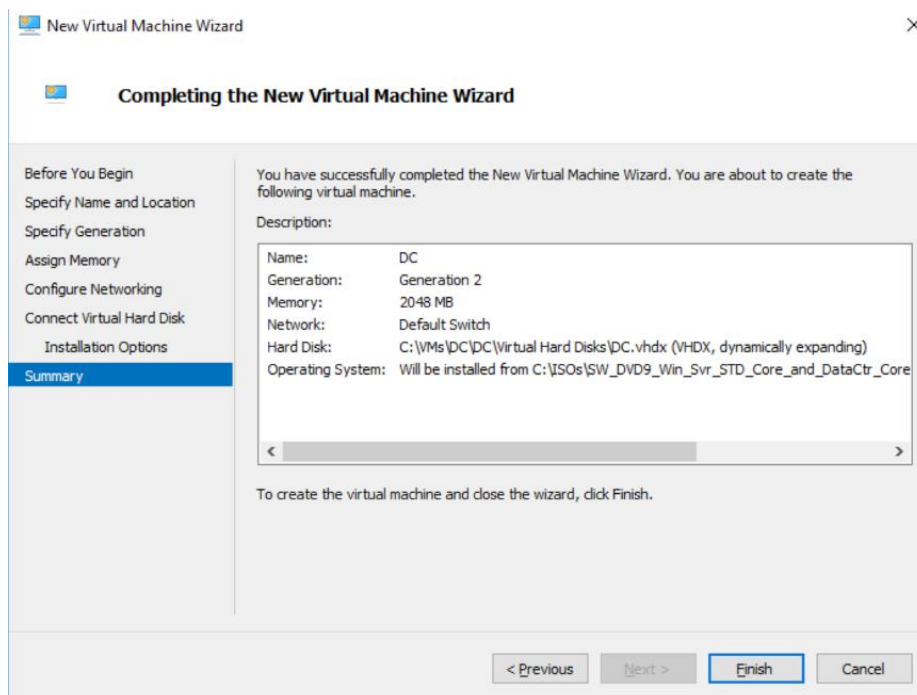 New Virtual Machine Wizard
Completing the New Virtual Machine Wizard
Before You Begin
Specify Name and Location
Specify Generation
Assign Memory
Configure Networking
Connect Virtual Hard Disk
Installation Options
Summary
You have successfully completed the New Virtual Machine Wizard. You are about to create the
following virtual machine.
Description:
Name: DC
Generation: Generation 2
Memory: 2048 MB
Network: Default Switch
Hard Disk: C:\VMs\DC\DC\Virtual Hard Disks\DC.vhdx (VHDX, dynamically expanding)
Operating System: Will be installed from C:\ISOs\SW_DVD9_Win_Svr_STD_Core_and_DataCtr_Core
To create the virtual machine and close the wizard, click Finish.
< Previous Next > Finish Cancel